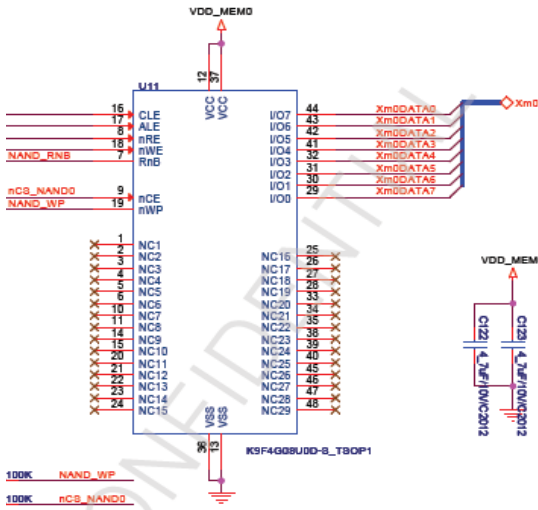 VDD_MEM0
U11
12 37
VCC VCC
16 CLE I/O7 44 Xm0DATA0
17 ALE I/O6 43 Xm0DATA1
8 nRE I/O5 42 Xm0DATA2
18 nWE I/O4 41 Xm0DATA3
NAND_RNB 7 RnB I/O3 32 Xm0DATA4
I/O2 31 Xm0DATA5
I/O1 30 Xm0DATA6
nCS_NAND0 9 nCE I/O0 29 Xm0DATA7
NAND_WP 19 nWP
Xm0
1 NC1
2 NC2 NC16 25
3 NC3 NC17 26
4 NC4 NC18 27
5 NC5 NC19 28
6 NC6 NC20 33
10 NC7 NC21 34
11 NC8 NC22 35
14 NC9 NC23 38
15 NC10 NC24 39
20 NC11 NC25 40
21 NC12 NC26 45
22 NC13 NC27 46
23 NC14 NC28 47
24 NC15 NC29 48
VSS VSS
36 13
K9F4G08U0D-S_TSOP1
VDD_MEM
C122
4_7uF/10V/C2012
C123
4_7uF/10V/C2012
100K NAND_WP
100K nCS_NAND0
ONFIDENTIAL